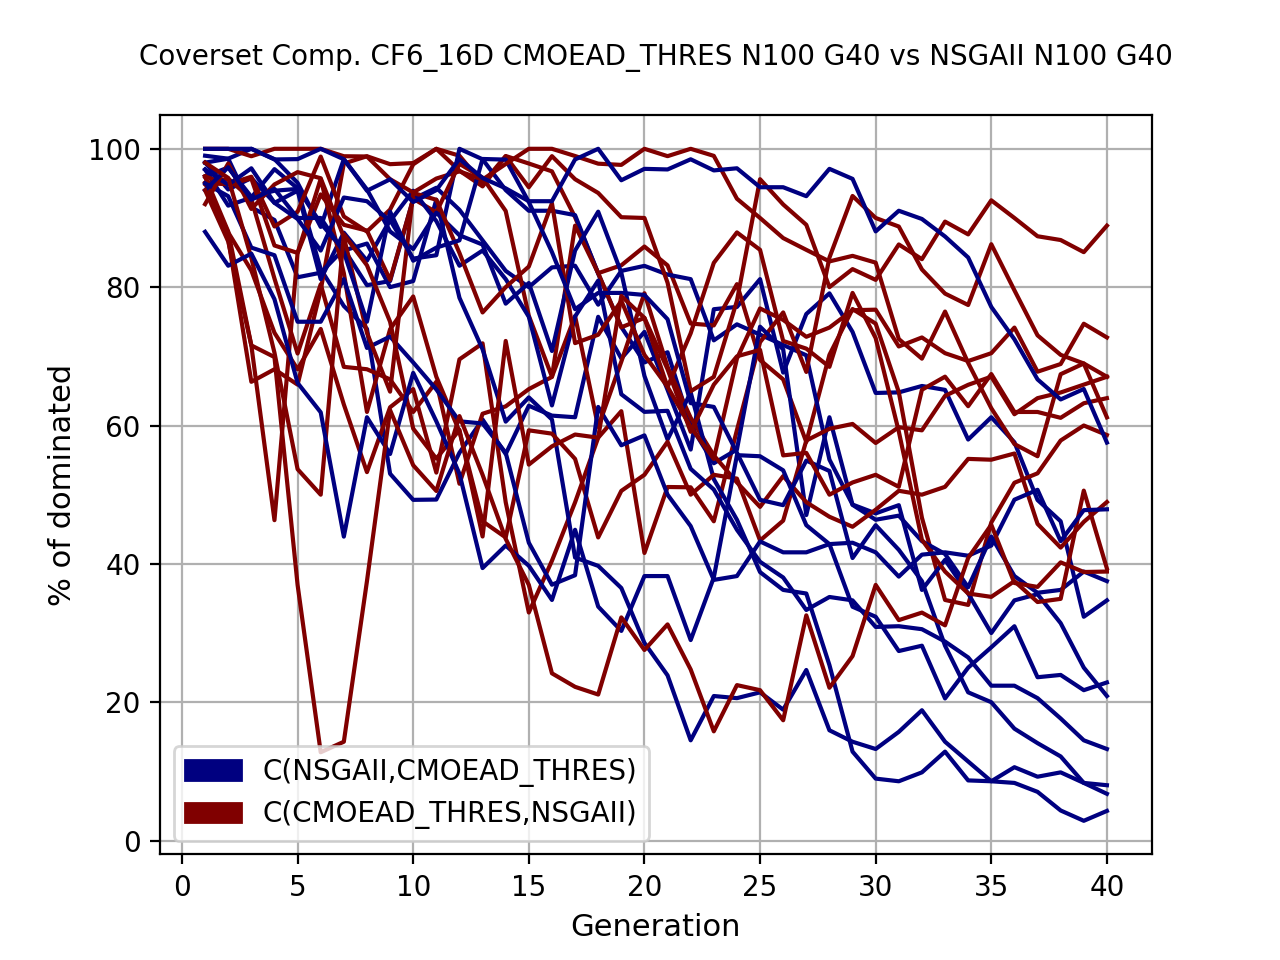 Coverset Comp. CF6_16D CMOEAD_THRES N100 G40 vs NSGAII N100 G40
% of dominated
100
80
60
40
20
0
C(NSGAII,CMOEAD_THRES)
C(CMOEAD_THRES,NSGAII)
0 5 10 15 20 25 30 35 40
Generation